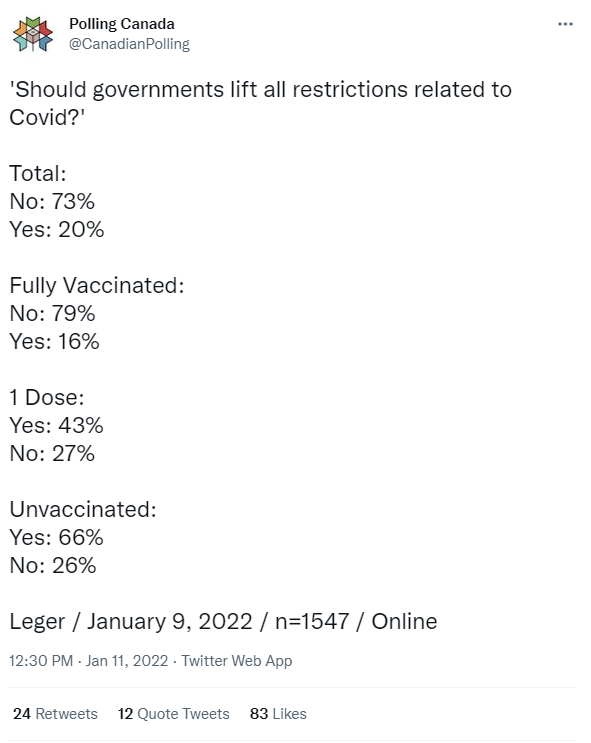 Polling Canada
@CanadianPolling
'Should governments lift all restrictions related to
Covid?'
Total:
No: 73%
Yes: 20%
Fully Vaccinated:
No: 79%
Yes: 16%
1 Dose:
Yes: 43%
No: 27%
Unvaccinated:
Yes: 66%
No: 26%
Leger / January 9, 2022 / n=1547 / Online
12:30 PM · Jan 11, 2022 · Twitter Web App
24 Retweets 12 Quote Tweets 83 Likes